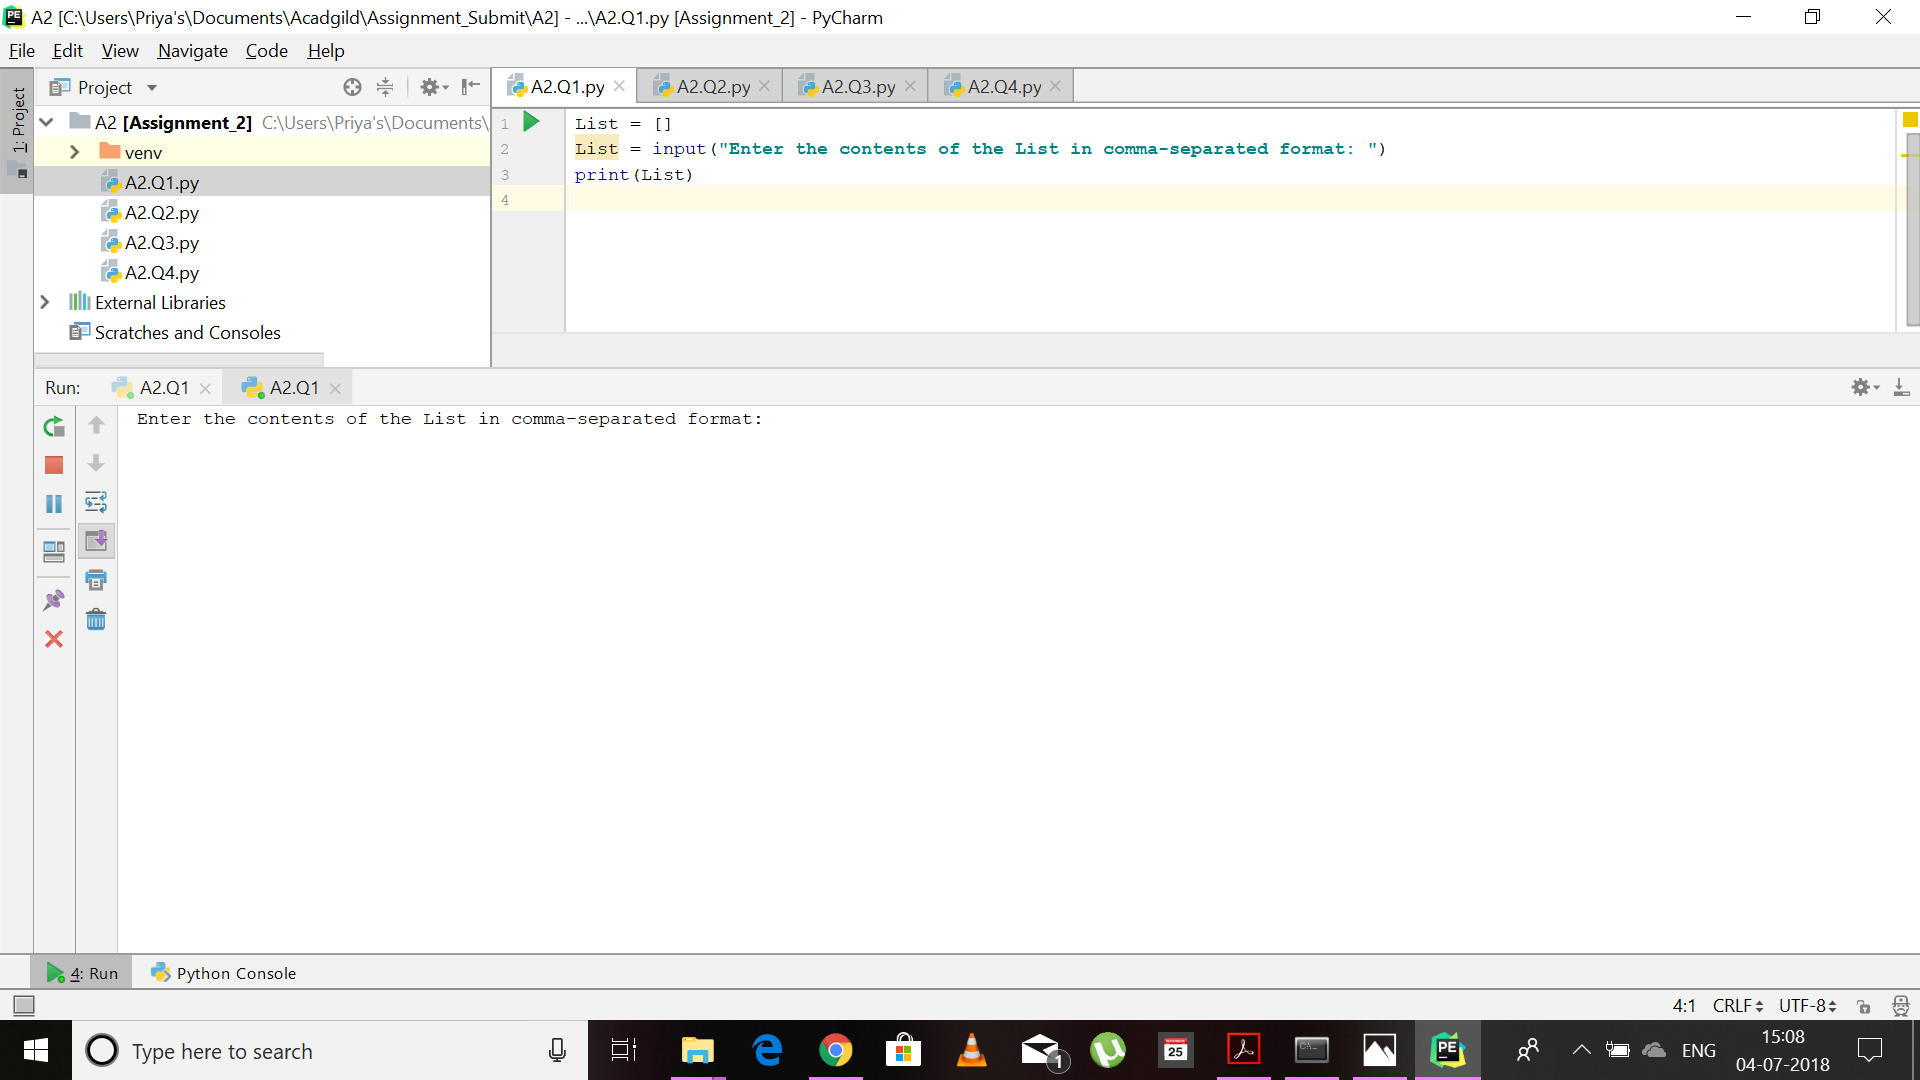 A2 [C:\Users\Priya's\Documents\Acadgild\Assignment_Submit\A2] - ...\A2.Q1.py [Assignment_2] - PyCharm
File Edit View Navigate Code Help
1: Project
Project
A2.Q1.py A2.Q2.py A2.Q3.py A2.Q4.py
A2 [Assignment_2] C:\Users\Priya's\Documents\
venv
A2.Q1.py
A2.Q2.py
A2.Q3.py
A2.Q4.py
External Libraries
Scratches and Consoles
1 List = []
2 List = input("Enter the contents of the List in comma-separated format: ")
3 print(List)
4
Run: A2.Q1 A2.Q1
Enter the contents of the List in comma-separated format:
4: Run Python Console
4:1 CRLF UTF-8
Type here to search
1
25
PE
ENG
15:08
04-07-2018